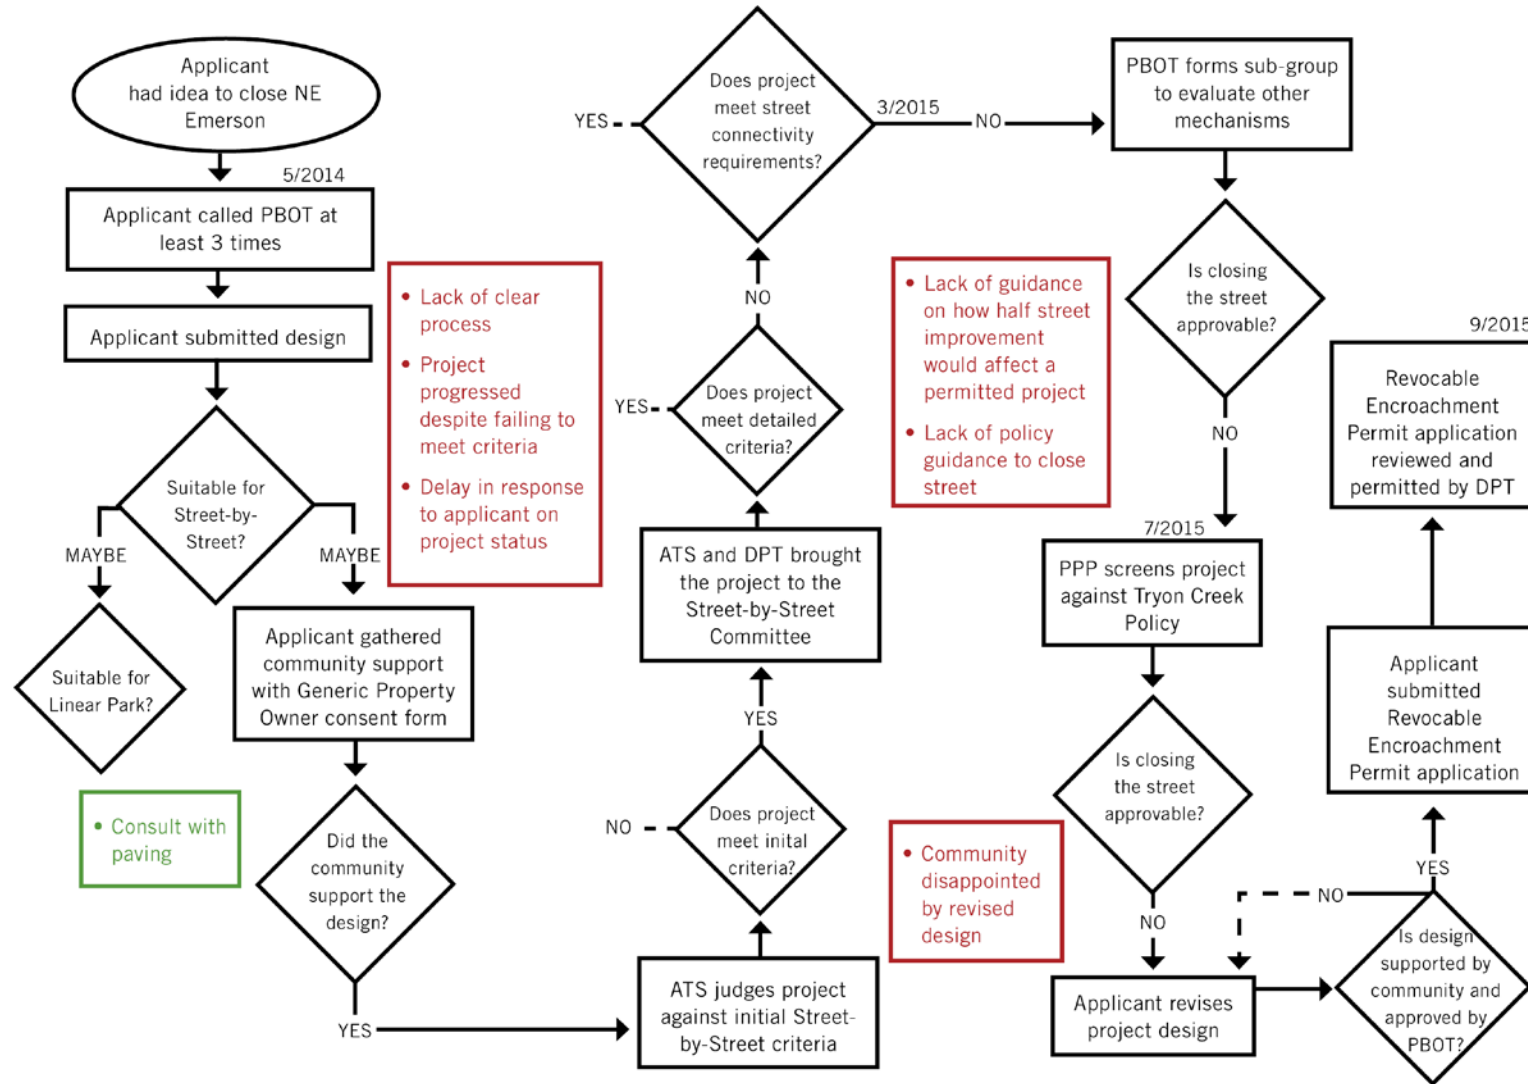 Applicant
had idea to close NE
Emerson
5/2014
Applicant called PBOT at
least 3 times
Applicant submitted design
Suitable for
Street-by-
Street?
MAYBE
MAYBE
Suitable for
Linear Park?
Applicant gathered
community support
with Generic Property
Owner consent form
• Consult with
paving
Did the
community
support the
design?
YES
• Lack of clear
process
• Project
progressed
despite failing to
meet criteria
• Delay in response
to applicant on
project status
ATS judges project
against initial Street-
by-Street criteria
Does project
meet inital
criteria?
NO
YES
ATS and DPT brought
the project to the
Street-by-Street
Committee
Does project
meet detailed
criteria?
YES
NO
Does project
meet street
connectivity
requirements?
YES
3/2015
NO
PBOT forms sub-group
to evaluate other
mechanisms
Is closing
the street
approvable?
NO
• Lack of guidance
on how half street
improvement
would affect a
permitted project
• Lack of policy
guidance to close
street
7/2015
PPP screens project
against Tryon Creek
Policy
Is closing
the street
approvable?
NO
• Community
disappointed
by revised
design
Applicant revises
project design
Is design
supported by
community and
approved by
PBOT?
NO
YES
Applicant
submitted
Revocable
Encroachment
Permit application
9/2015
Revocable
Encroachment
Permit application
reviewed and
permitted by DPT